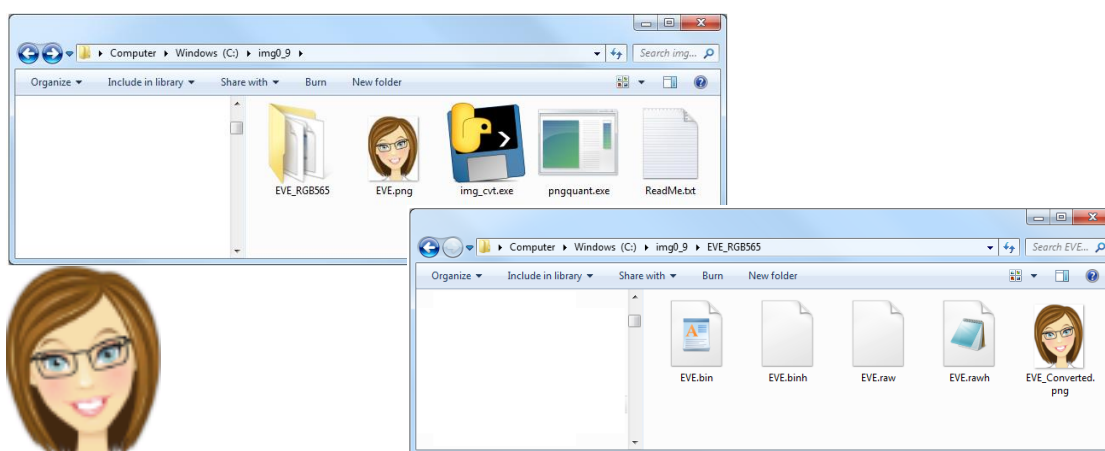 Computer ▸ Windows (C:) ▸ img0_9 ▸
Search img...
Organize Include in library Share with Burn New folder
EVE_RGB565 EVE.png img_cvt.exe pngquant.exe ReadMe.txt
Computer ▸ Windows (C:) ▸ img0_9 ▸ EVE_RGB565
Search EVE...
Organize Include in library Share with Burn New folder
EVE.bin EVE.binh EVE.raw EVE.rawh EVE_Converted.
png